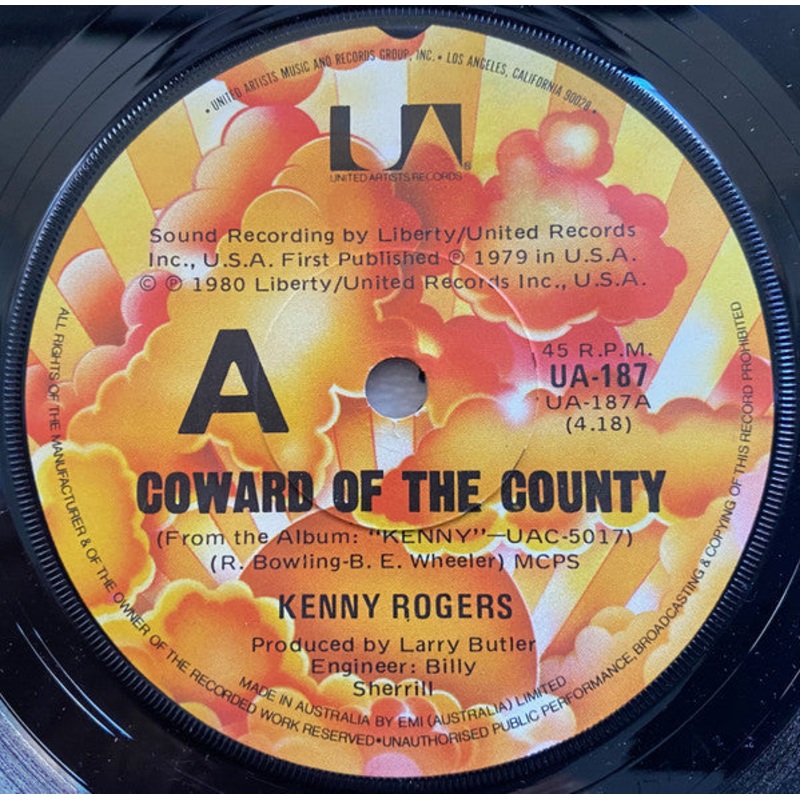 • UNITED ARTISTS MUSIC AND RECORDS GROUP, INC. • LOS ANGELES, CALIFORNIA 90028 •
UA®
UNITED ARTISTS RECORDS
Sound Recording by Liberty/United Records
Inc., U.S.A. First Published ℗ 1979 in U.S.A.
© ℗ 1980 Liberty/United Records Inc., U.S.A.
A
45 R.P.M.
UA-187
UA-187A
(4.18)
COWARD OF THE COUNTY
(From the Album: "KENNY"—UAC-5017)
(R. Bowling-B. E. Wheeler) MCPS
KENNY ROGERS
Produced by Larry Butler
Engineer: Billy
Sherrill
MADE IN AUSTRALIA BY EMI (AUSTRALIA) LIMITED
ALL RIGHTS OF THE MANUFACTURER & OF THE OWNER OF THE RECORDED WORK RESERVED•UNAUTHORISED PUBLIC PERFORMANCE, BROADCASTING & COPYING OF THIS RECORD PROHIBITED